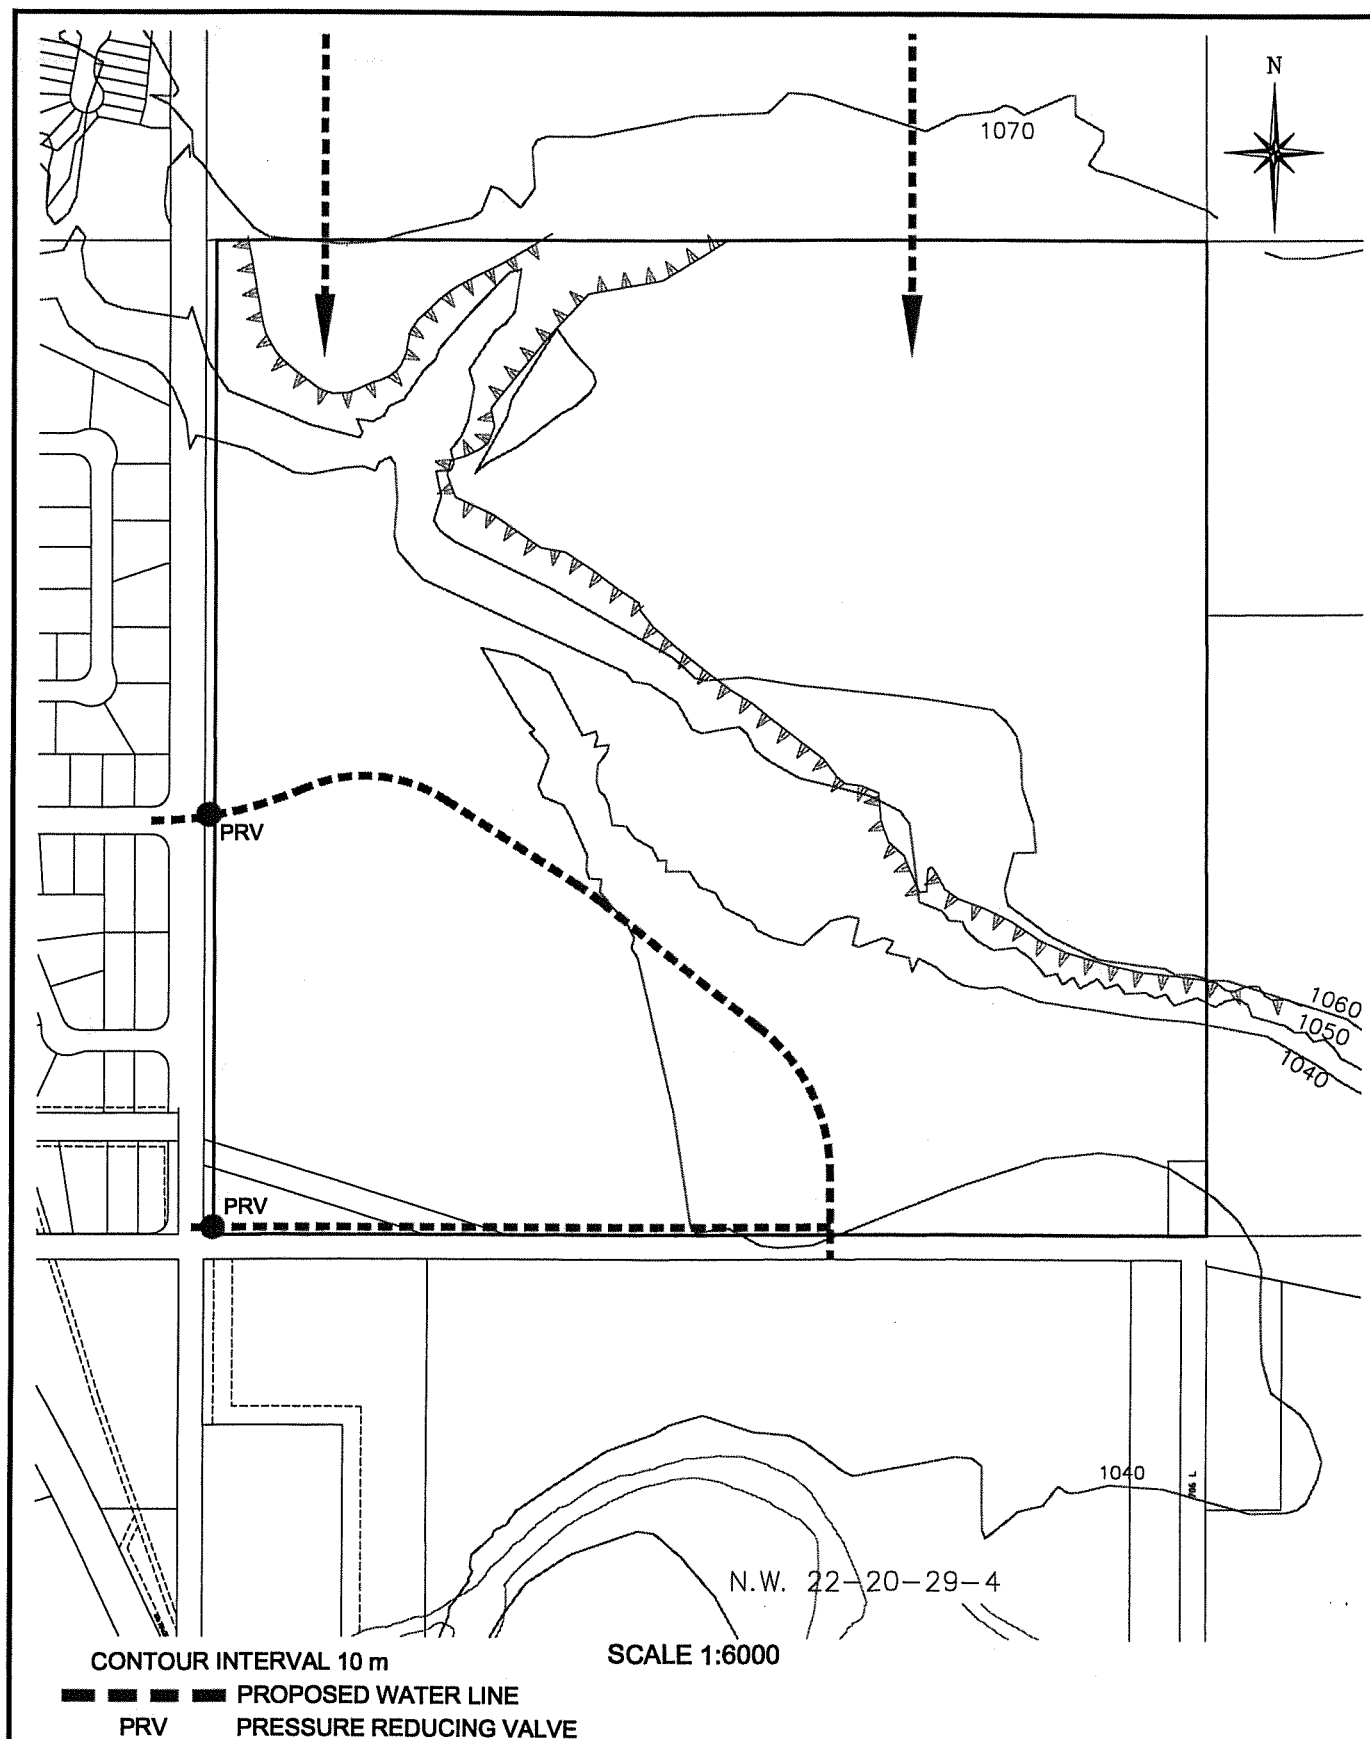 N
1070
PRV
1060
1050
1040
PRV
1040
706 L
N.W. 22-20-29-4
CONTOUR INTERVAL 10 m
SCALE 1:6000
PROPOSED WATER LINE
PRV PRESSURE REDUCING VALVE